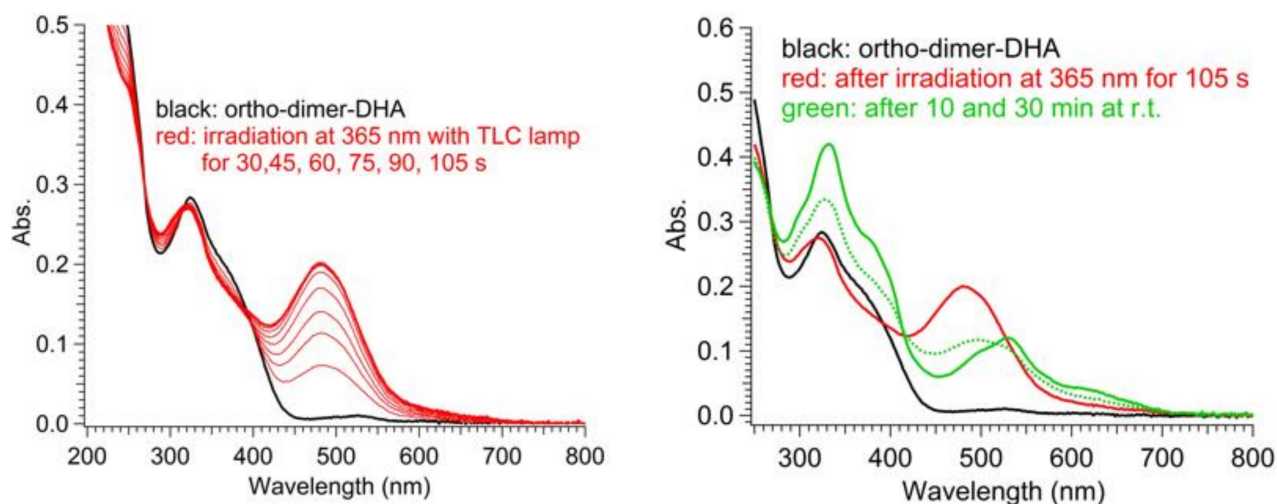 0.5
0.4
0.3
0.2
0.1
0.0
Abs.
black: ortho-dimer-DHA
red: irradiation at 365 nm with TLC lamp
for 30,45, 60, 75, 90, 105 s
200 300 400 500 600 700 800
Wavelength (nm)
0.6
0.5
0.4
0.3
0.2
0.1
0.0
Abs.
black: ortho-dimer-DHA
red: after irradiation at 365 nm for 105 s
green: after 10 and 30 min at r.t.
300 400 500 600 700 800
Wavelength (nm)